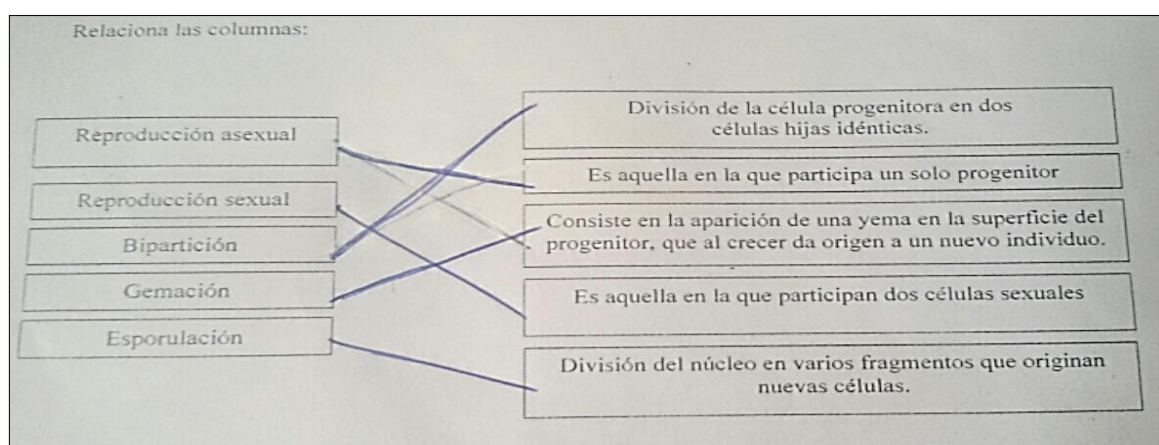 Relaciona las columnas:
Reproducción asexual
Reproducción sexual
Bipartición
Gemación
Esporulación
División de la célula progenitora en dos
células hijas idénticas.
Es aquella en la que participa un solo progenitor
Consiste en la aparición de una yema en la superficie del
progenitor, que al crecer da origen a un nuevo individuo.
Es aquella en la que participan dos células sexuales
División del núcleo en varios fragmentos que originan
nuevas células.